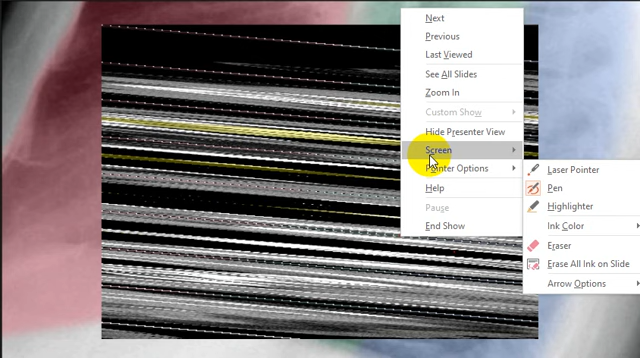 Next
Previous
Last Viewed
See All Slides
Zoom In
Custom Show
Hide Presenter View
Screen
Pointer Options
Help
Pause
End Show
Laser Pointer
Pen
Highlighter
Ink Color
Eraser
Erase All Ink on Slide
Arrow Options